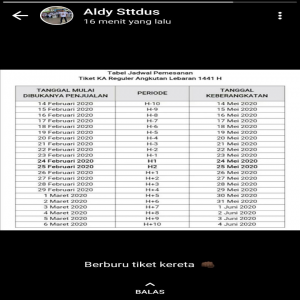 Aldy Sttdus
16 menit yang lalu
Tabel Jadwal Pemesanan
Tiket KA Reguler Angkutan Lebaran 1441 H
TANGGAL MULAI DIBUKANYA PENJUALAN PERIODE TANGGAL KEBERANGKATAN
14 Februari 2020 H-10 14 Mei 2020
15 Februari 2020 H-9 15 Mei 2020
16 Februari 2020 H-8 16 Mei 2020
17 Februari 2020 H-7 17 Mei 2020
18 Februari 2020 H-6 18 Mei 2020
19 Februari 2020 H-5 19 Mei 2020
20 Februari 2020 H-4 20 Mei 2020
21 Februari 2020 H-3 21 Mei 2020
22 Februari 2020 H-2 22 Mei 2020
23 Februari 2020 H-1 23 Mei 2020
24 Februari 2020 H1 24 Mei 2020
25 Februari 2020 H2 25 Mei 2020
26 Februari 2020 H+1 26 Mei 2020
27 Februari 2020 H+2 27 Mei 2020
28 Februari 2020 H+3 28 Mei 2020
29 Februari 2020 H+4 29 Mei 2020
1 Maret 2020 H+5 30 Mei 2020
2 Maret 2020 H+6 31 Mei 2020
3 Maret 2020 H+7 1 Juni 2020
4 Maret 2020 H+8 2 Juni 2020
5 Maret 2020 H+9 3 Juni 2020
6 Maret 2020 H+10 4 Juni 2020
Berburu tiket kereta
BALAS